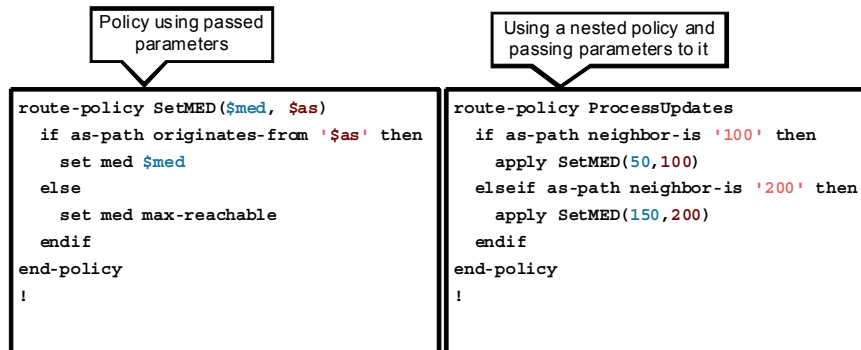 Policy using passed
parameters
Using a nested policy and
passing parameters to it
route-policy SetMED($med, $as)
  if as-path originates-from '$as' then
    set med $med
  else
    set med max-reachable
  endif
end-policy
!
route-policy ProcessUpdates
  if as-path neighbor-is '100' then
    apply SetMED(50,100)
  elseif as-path neighbor-is '200' then
    apply SetMED(150,200)
  endif
end-policy
!